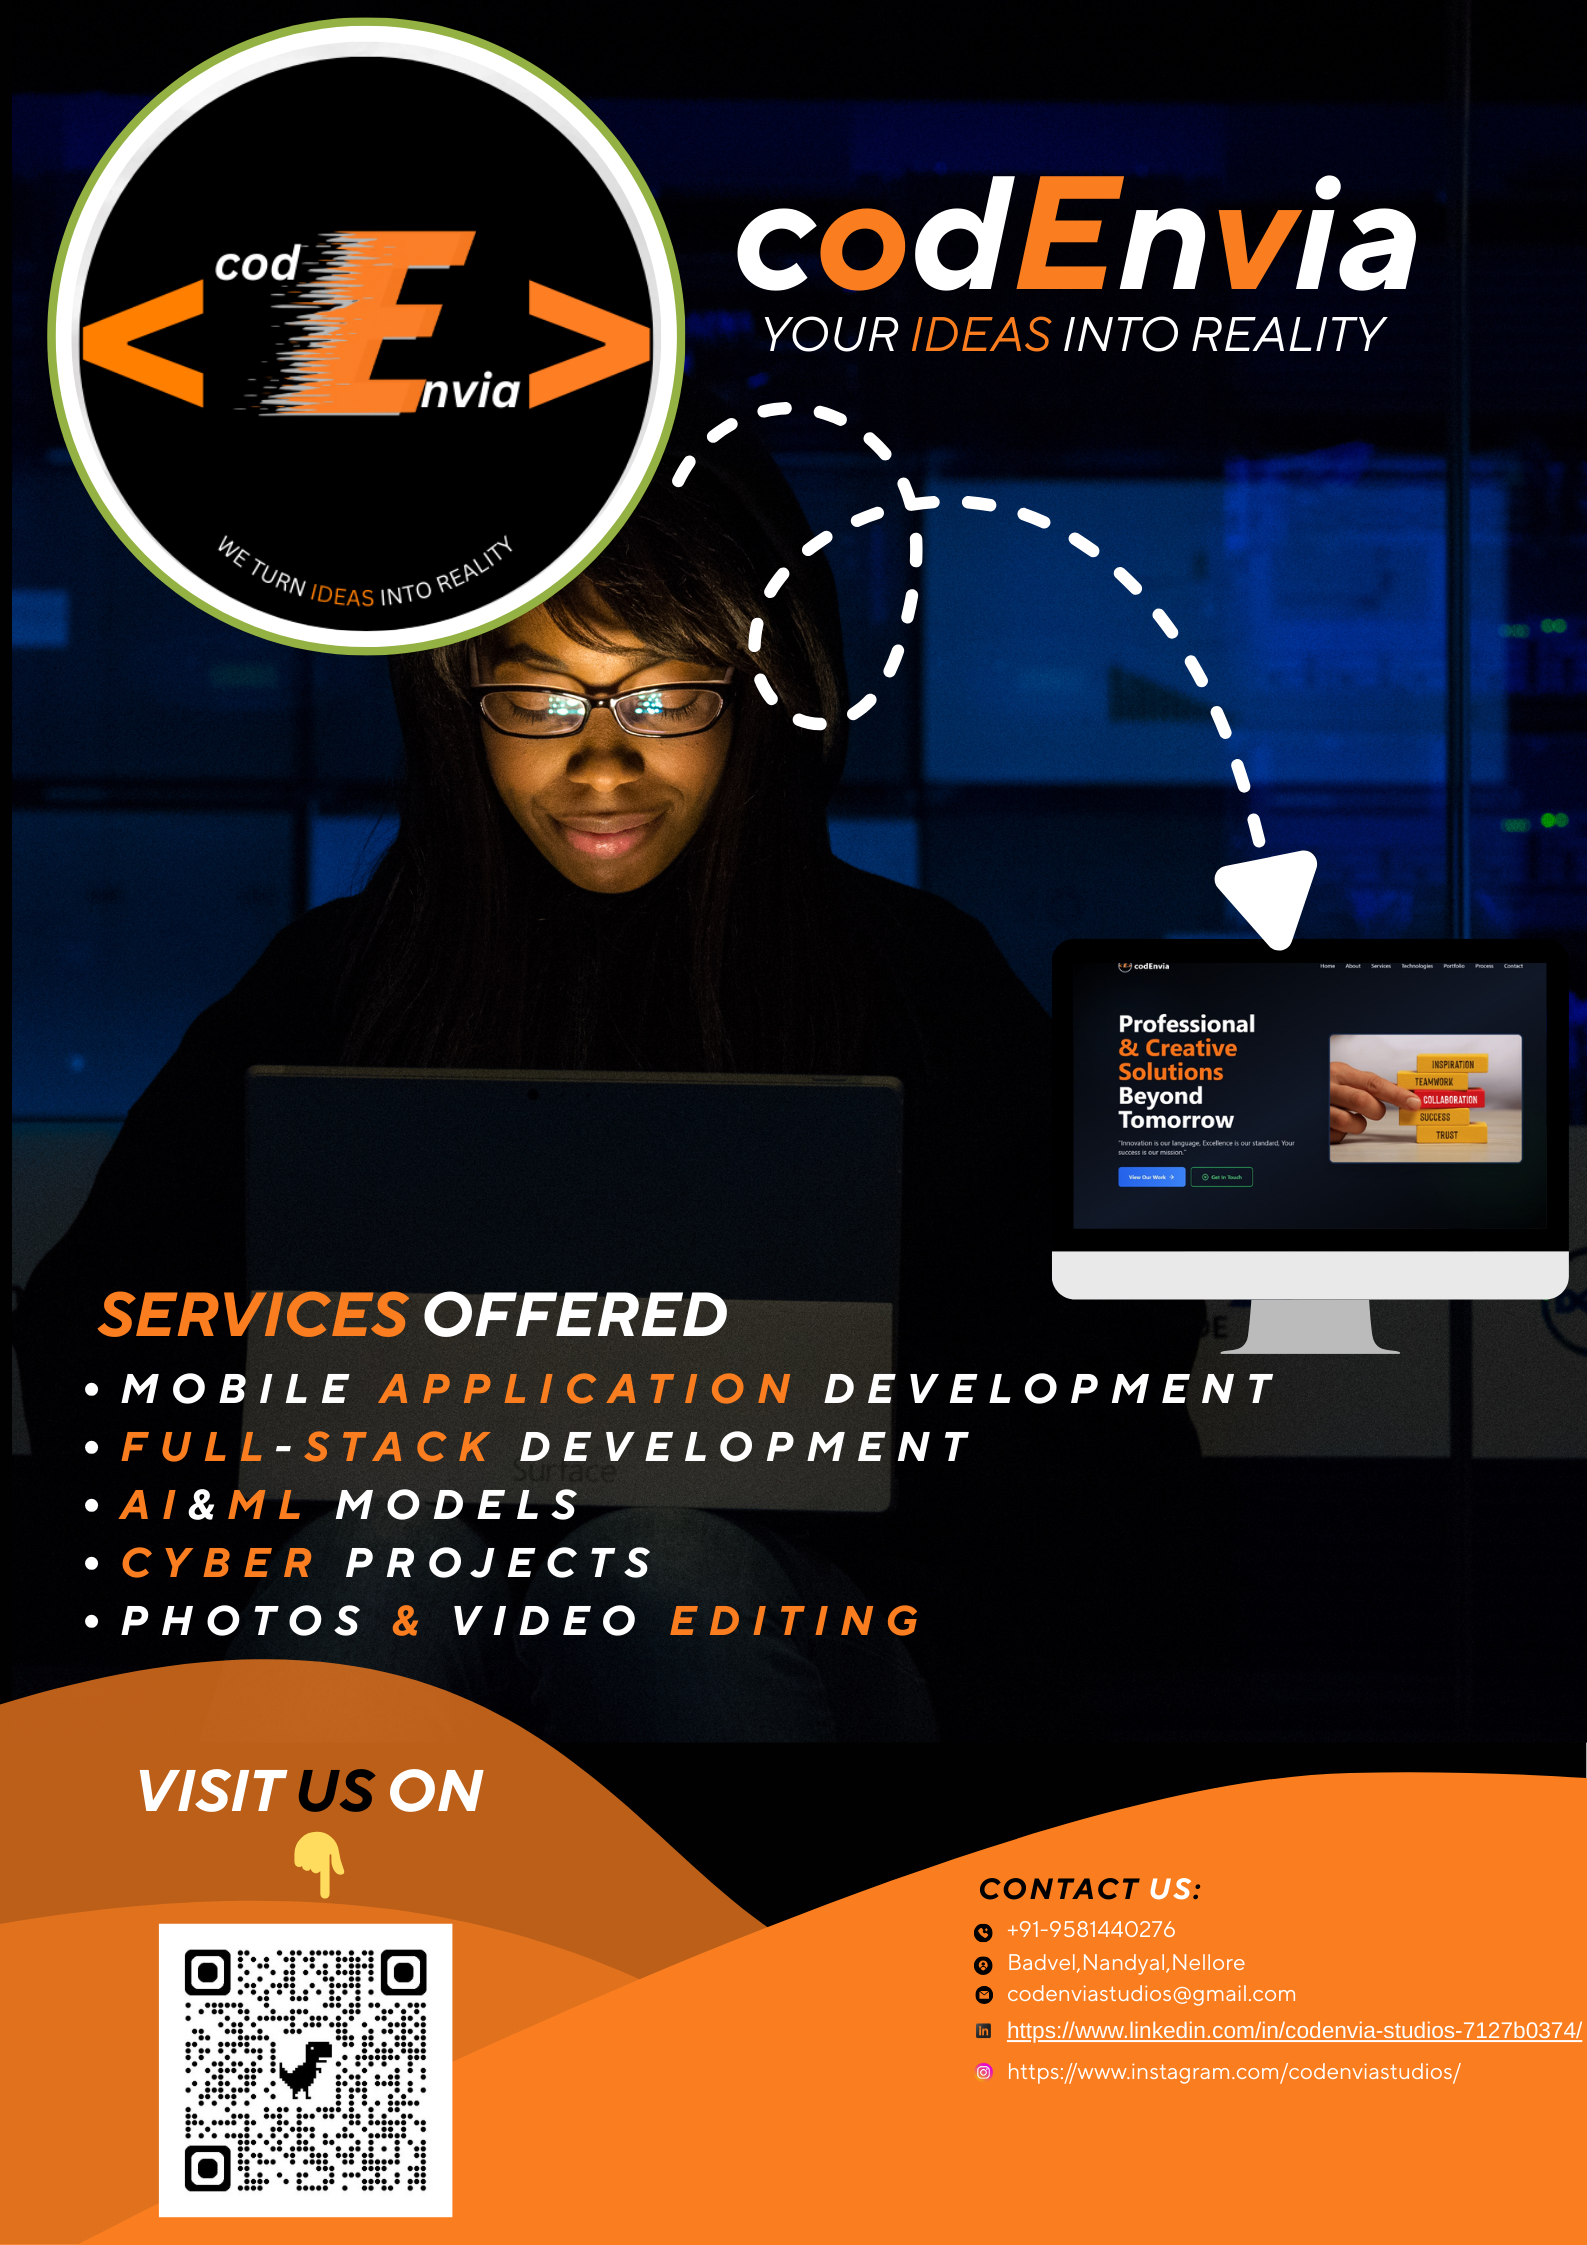 cod
E
nvia
< >
WE TURN IDEAS INTO REALITY
codEnvia
YOUR IDEAS INTO REALITY
codEnvia
Home About Services Technologies Portfolio Process Contact
Professional
& Creative
Solutions
Beyond
Tomorrow
"Innovation is our language, Excellence is our standard, Your
success is our mission."
View Our Work →
Get In Touch
INSPIRATION
TEAMWORK
COLLABORATION
SUCCESS
TRUST
SERVICES OFFERED
• MOBILE APPLICATION DEVELOPMENT
• FULL-STACK DEVELOPMENT
Surface
• AI&ML MODELS
• CYBER PROJECTS
• PHOTOS & VIDEO EDITING
VISIT US ON
CONTACT US:
+91-9581440276
Badvel,Nandyal,Nellore
codenviastudios@gmail.com
https://www.linkedin.com/in/codenvia-studios-7127b0374/
https://www.instagram.com/codenviastudios/